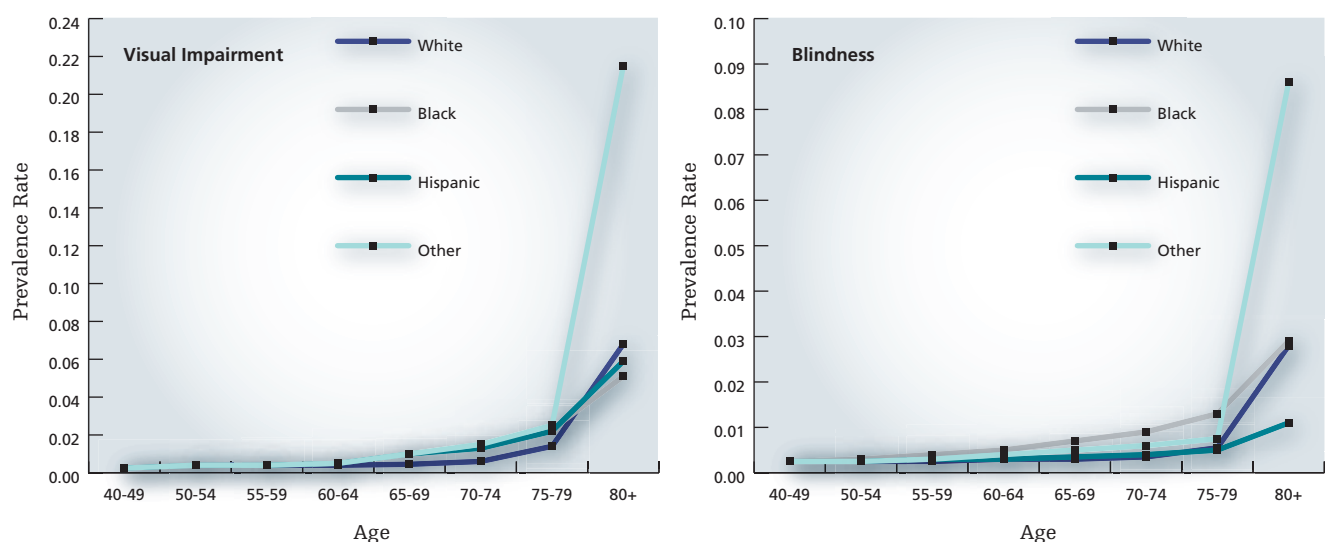 Visual Impairment
White
Black
Hispanic
Other
Prevalence Rate
0.24
0.22
0.20
0.18
0.16
0.14
0.12
0.10
0.08
0.06
0.04
0.02
0.00
40-49 50-54 55-59 60-64 65-69 70-74 75-79 80+
Age
Blindness
White
Black
Hispanic
Other
Prevalence Rate
0.10
0.09
0.08
0.07
0.06
0.05
0.04
0.03
0.02
0.01
0.00
40-49 50-54 55-59 60-64 65-69 70-74 75-79 80+
Age